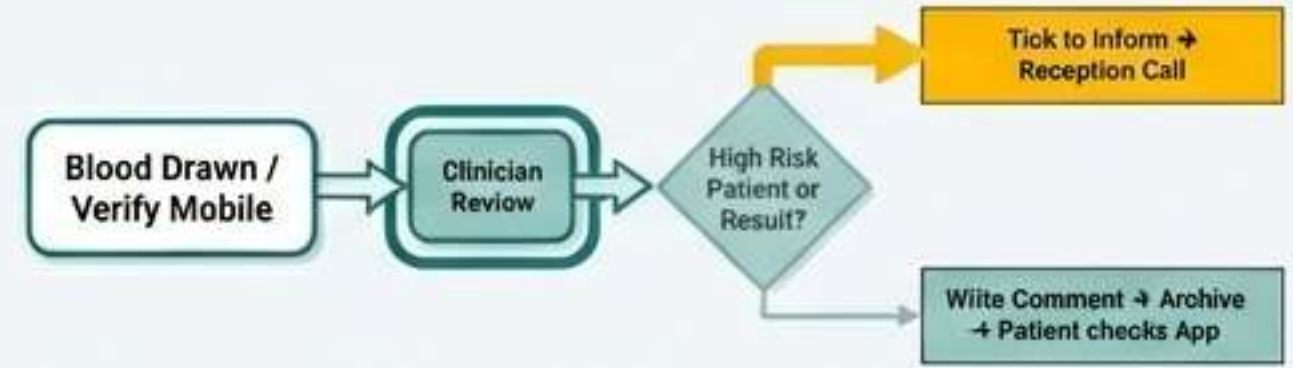 Blood Drawn /
Verify Mobile
Clinician
Review
High Risk
Patient or
Result?
Tick to Inform →
Reception Call
Wiite Comment → Archive
→ Patient checks App